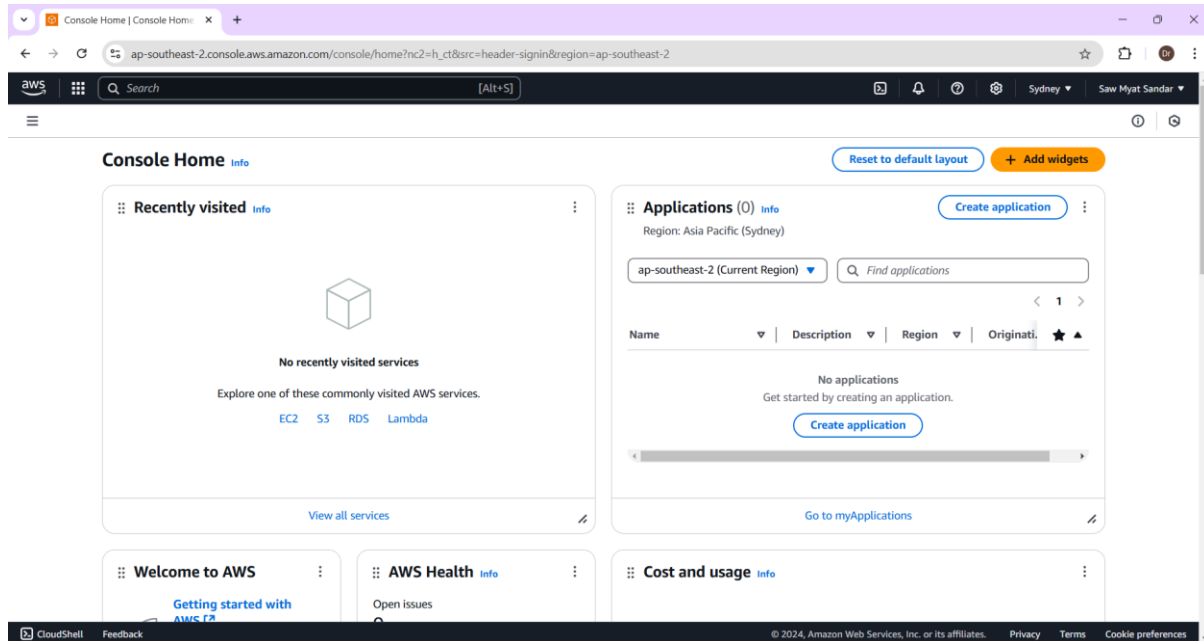 Console Home | Console Home
ap-southeast-2.console.aws.amazon.com/console/home?nc2=h_ct&src=header-signin&region=ap-southeast-2
Dr
aws
Search
[Alt+S]
Sydney
Saw Myat Sandar
Console Home Info
Reset to default layout
+ Add widgets
Recently visited Info
No recently visited services
Explore one of these commonly visited AWS services.
EC2 S3 RDS Lambda
View all services
Applications (0) Info
Create application
Region: Asia Pacific (Sydney)
ap-southeast-2 (Current Region)
Find applications
1
Name Description Region Originati.
No applications
Get started by creating an application.
Create application
Go to myApplications
Welcome to AWS
Getting started with
AWS
AWS Health Info
Open issues
Cost and usage Info
CloudShell Feedback
© 2024, Amazon Web Services, Inc. or its affiliates. Privacy Terms Cookie preferences